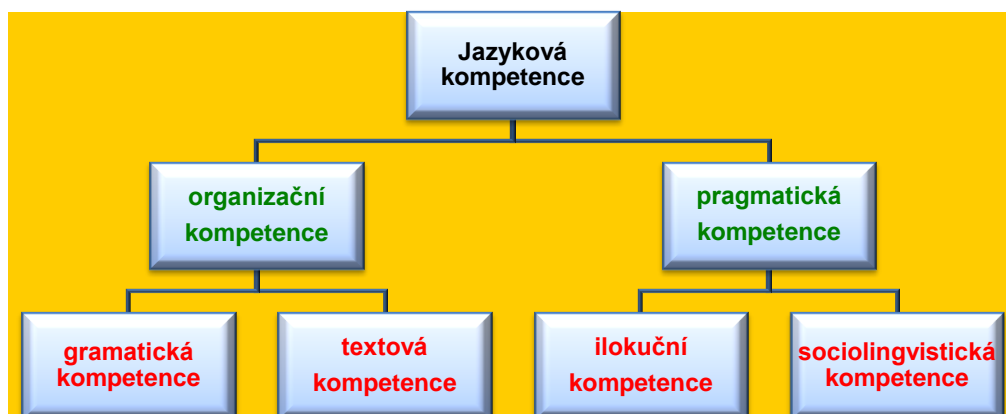 Jazyková
kompetence
organizační
kompetence
pragmatická
kompetence
gramatická
kompetence
textová
kompetence
ilokuční
kompetence
sociolingvistická
kompetence